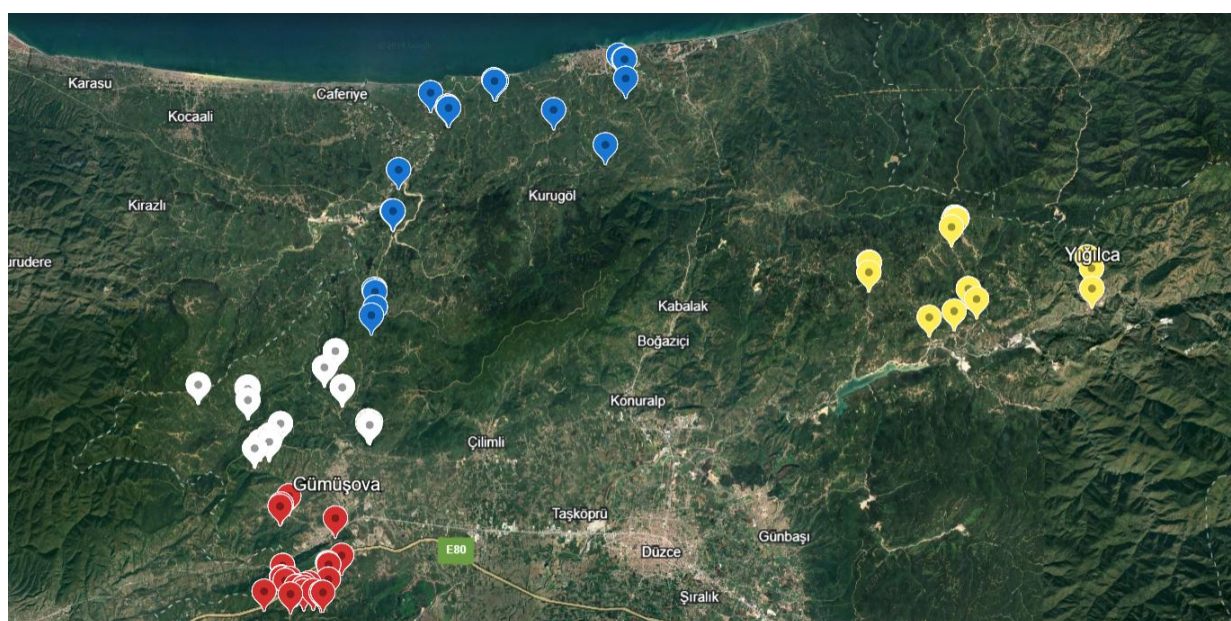 Karasu
Caferiye
Kocaali
Kirazlı
Kurugöl
urudere
Yığılca
Kabalak
Boğaziçi
Konuralp
Çilimli
Gümüşova
Taşköprü
Günbaşı
E80
Düzce
Şıralık